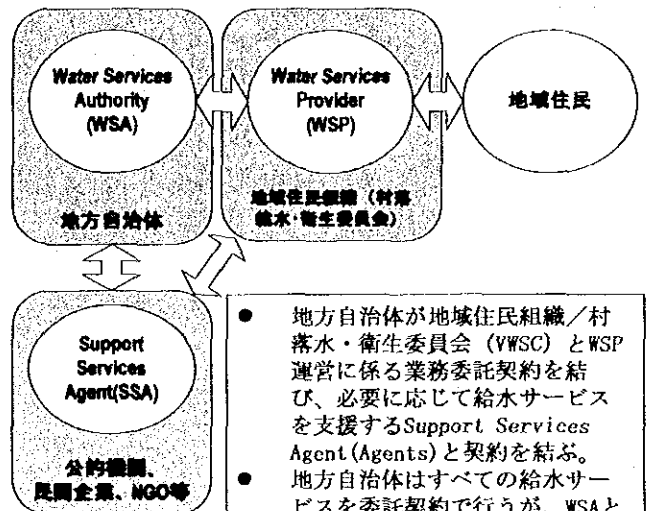 Water Services
Authority
(WSA)
地方自治体
Water Services
Provider
(WSP)
地域住民組織（村落
給水・衛生委員会）
地域住民
Support
Services
Agent(SSA)
公的機関、
民間企業、NGO等
● 地方自治体が地域住民組織／村
落水・衛生委員会 (VWSC) とWSP
運営に係る業務委託契約を結
び、必要に応じて給水サービス
を支援するSupport Services
Agent(Agents)と契約を結ぶ。
● 地方自治体はすべての給水サー
ビスを委託契約で行うが、WSAと